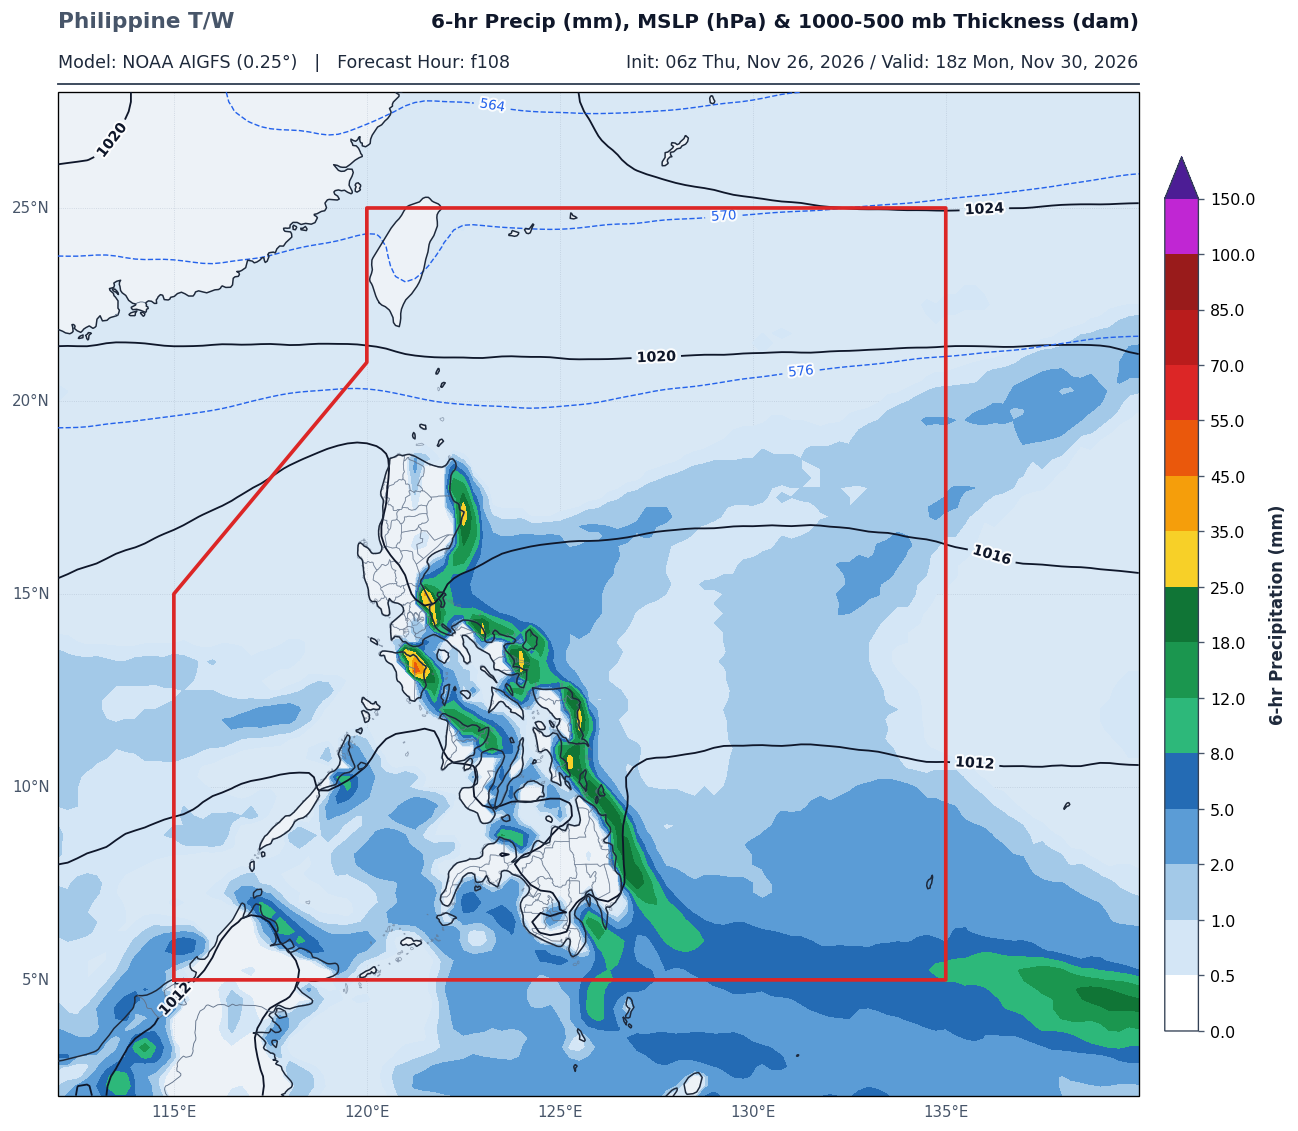 Philippine T/W
6-hr Precip (mm), MSLP (hPa) & 1000-500 mb Thickness (dam)
Model: NOAA AIGFS (0.25°) | Forecast Hour: f108
Init: 06z Thu, Nov 26, 2026 / Valid: 18z Mon, Nov 30, 2026
564
1020
25°N
570
1024
1020
576
20°N
1016
15°N
1012
10°N
5°N
1012
115°E
120°E
125°E
130°E
135°E
150.0
100.0
85.0
70.0
55.0
45.0
35.0
25.0
18.0
12.0
8.0
5.0
2.0
1.0
0.5
0.0
6-hr Precipitation (mm)